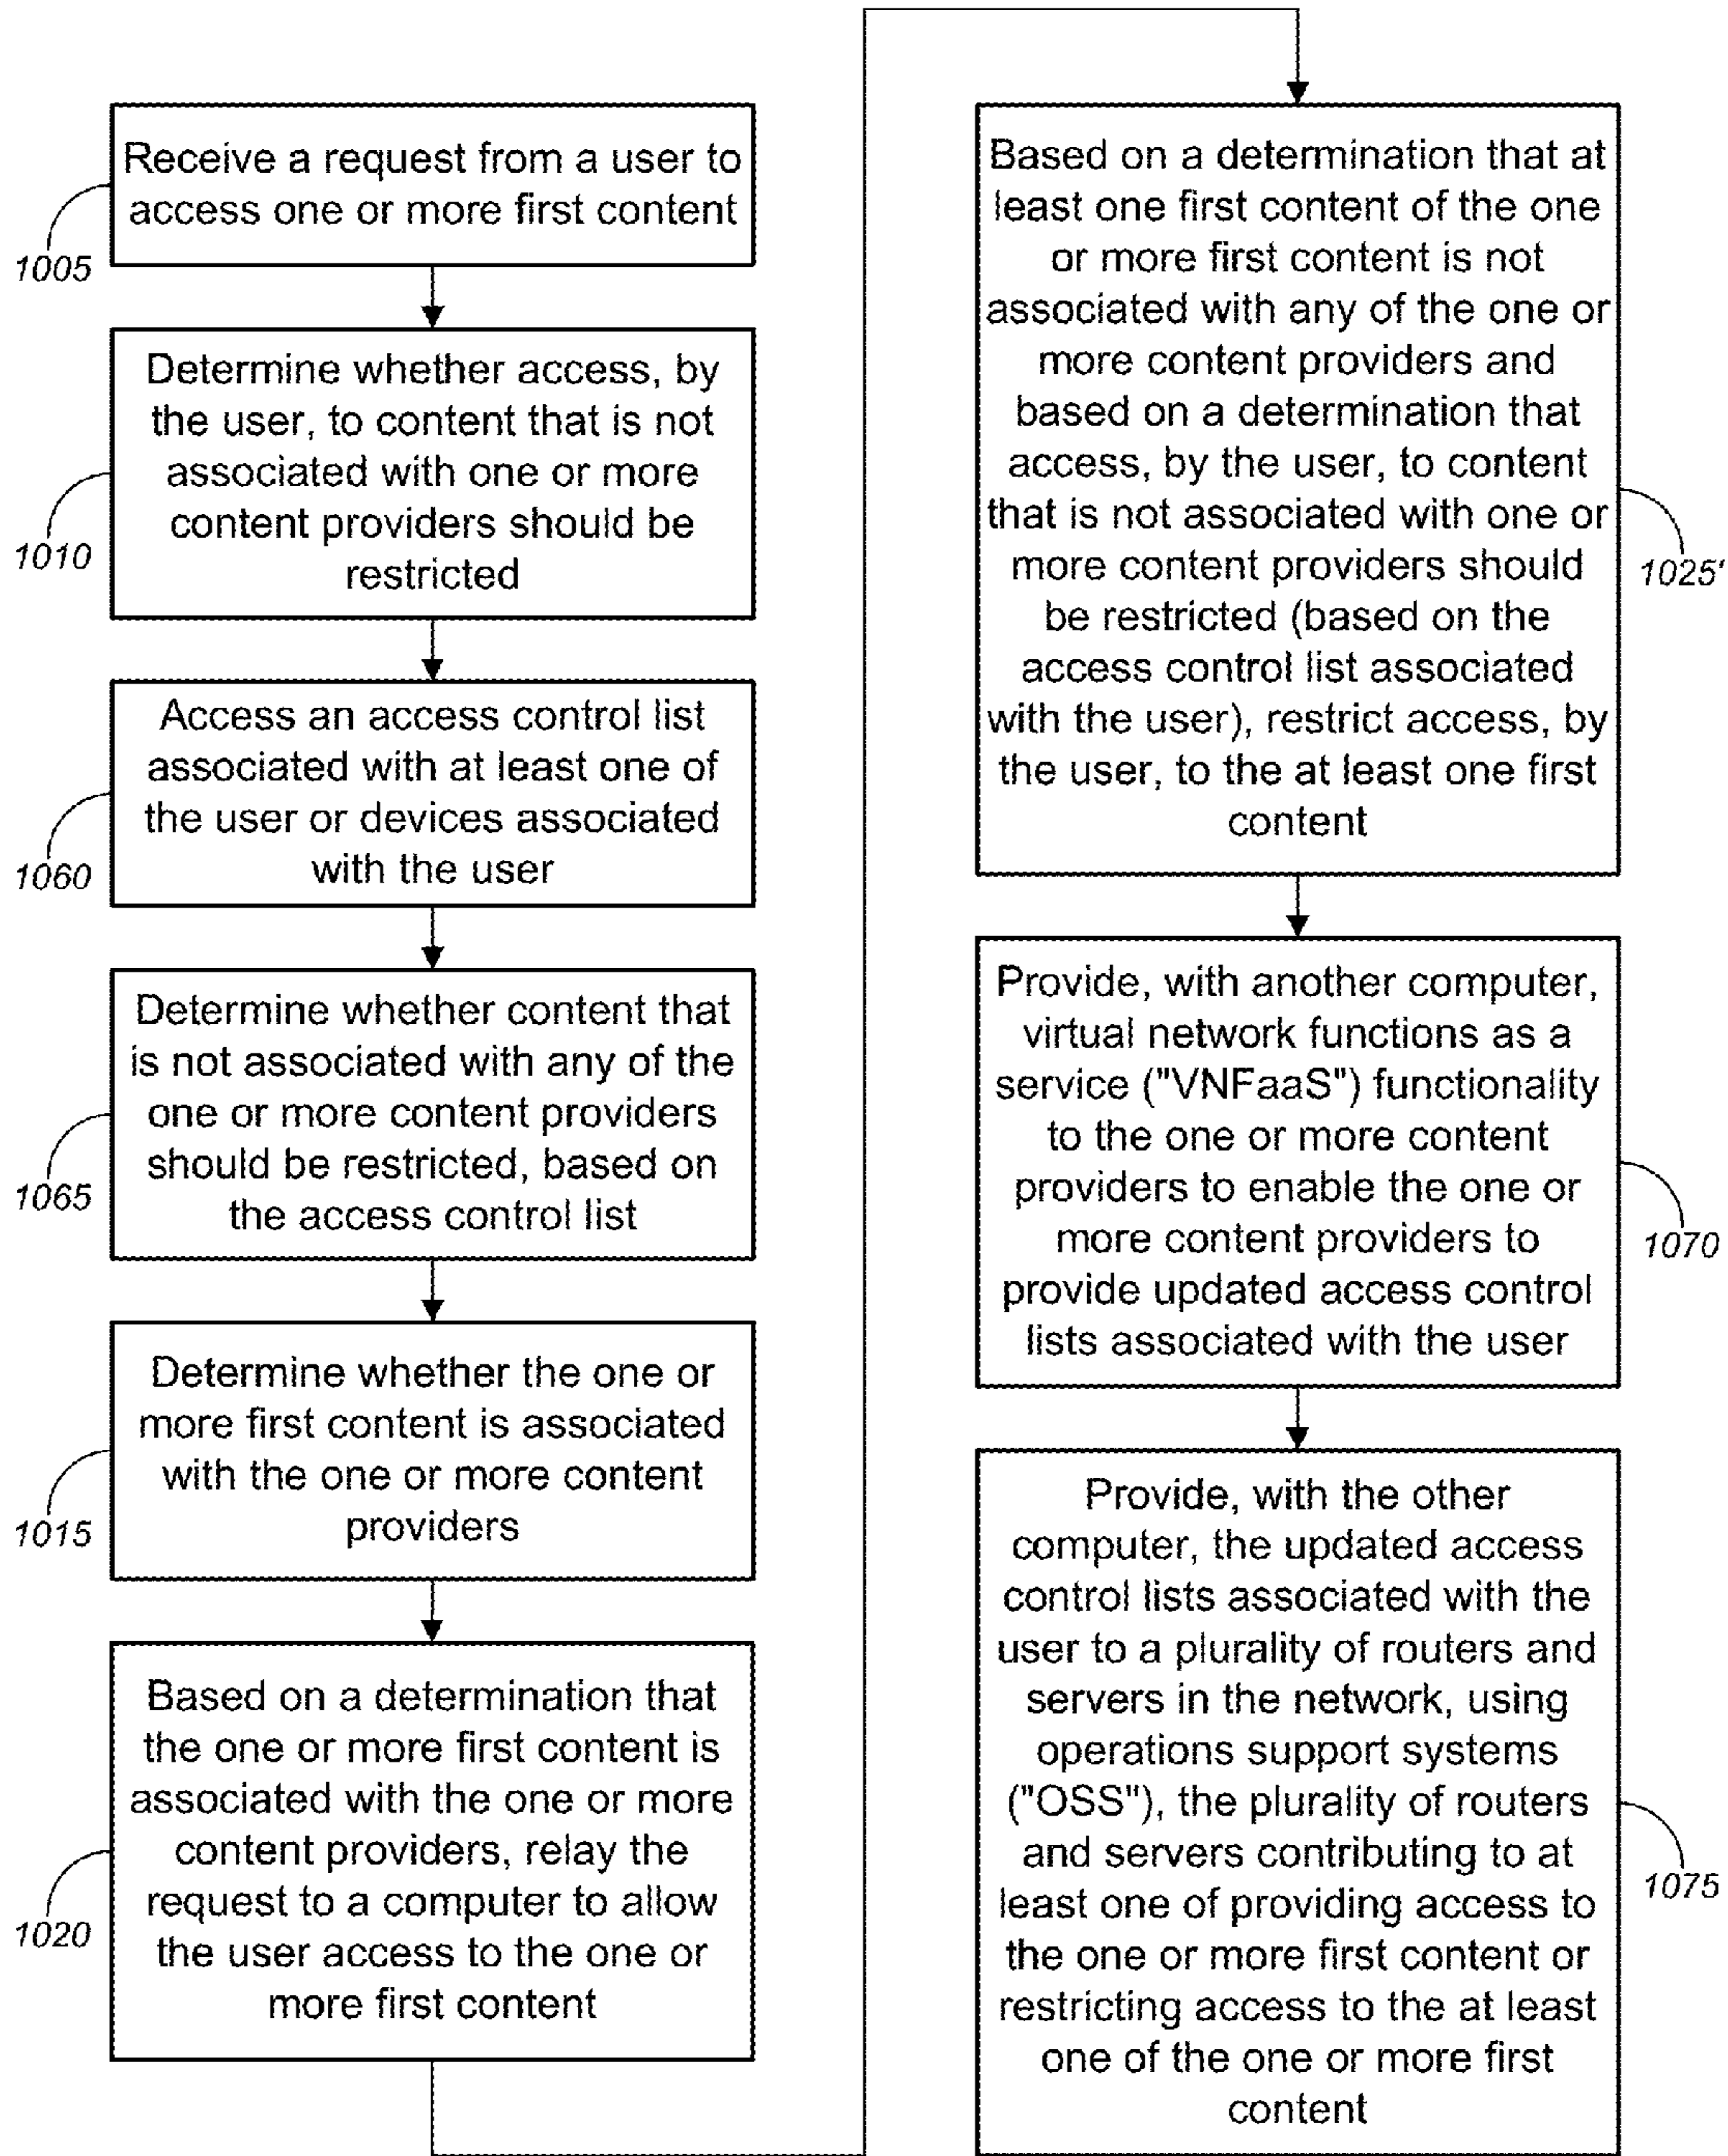 Receive a request from a user to
access one or more first content
1005
Determine whether access, by
the user, to content that is not
associated with one or more
content providers should be
restricted
1010
Access an access control list
associated with at least one of
the user or devices associated
with the user
1060
Determine whether content that
is not associated with any of the
one or more content providers
should be restricted, based on
the access control list
1065
Determine whether the one or
more first content is associated
with the one or more content
providers
1015
Based on a determination that
the one or more first content is
associated with the one or more
content providers, relay the
request to a computer to allow
the user access to the one or
more first content
1020
Based on a determination that at
least one first content of the one
or more first content is not
associated with any of the one or
more content providers and
based on a determination that
access, by the user, to content
that is not associated with one or
more content providers should
be restricted (based on the
access control list associated
with the user), restrict access, by
the user, to the at least one first
content
1025'
Provide, with another computer,
virtual network functions as a
service ("VNFaaS") functionality
to the one or more content
providers to enable the one or
more content providers to
provide updated access control
lists associated with the user
1070
Provide, with the other
computer, the updated access
control lists associated with the
user to a plurality of routers and
servers in the network, using
operations support systems
("OSS"), the plurality of routers
and servers contributing to at
least one of providing access to
the one or more first content or
restricting access to the at least
one of the one or more first
content
1075